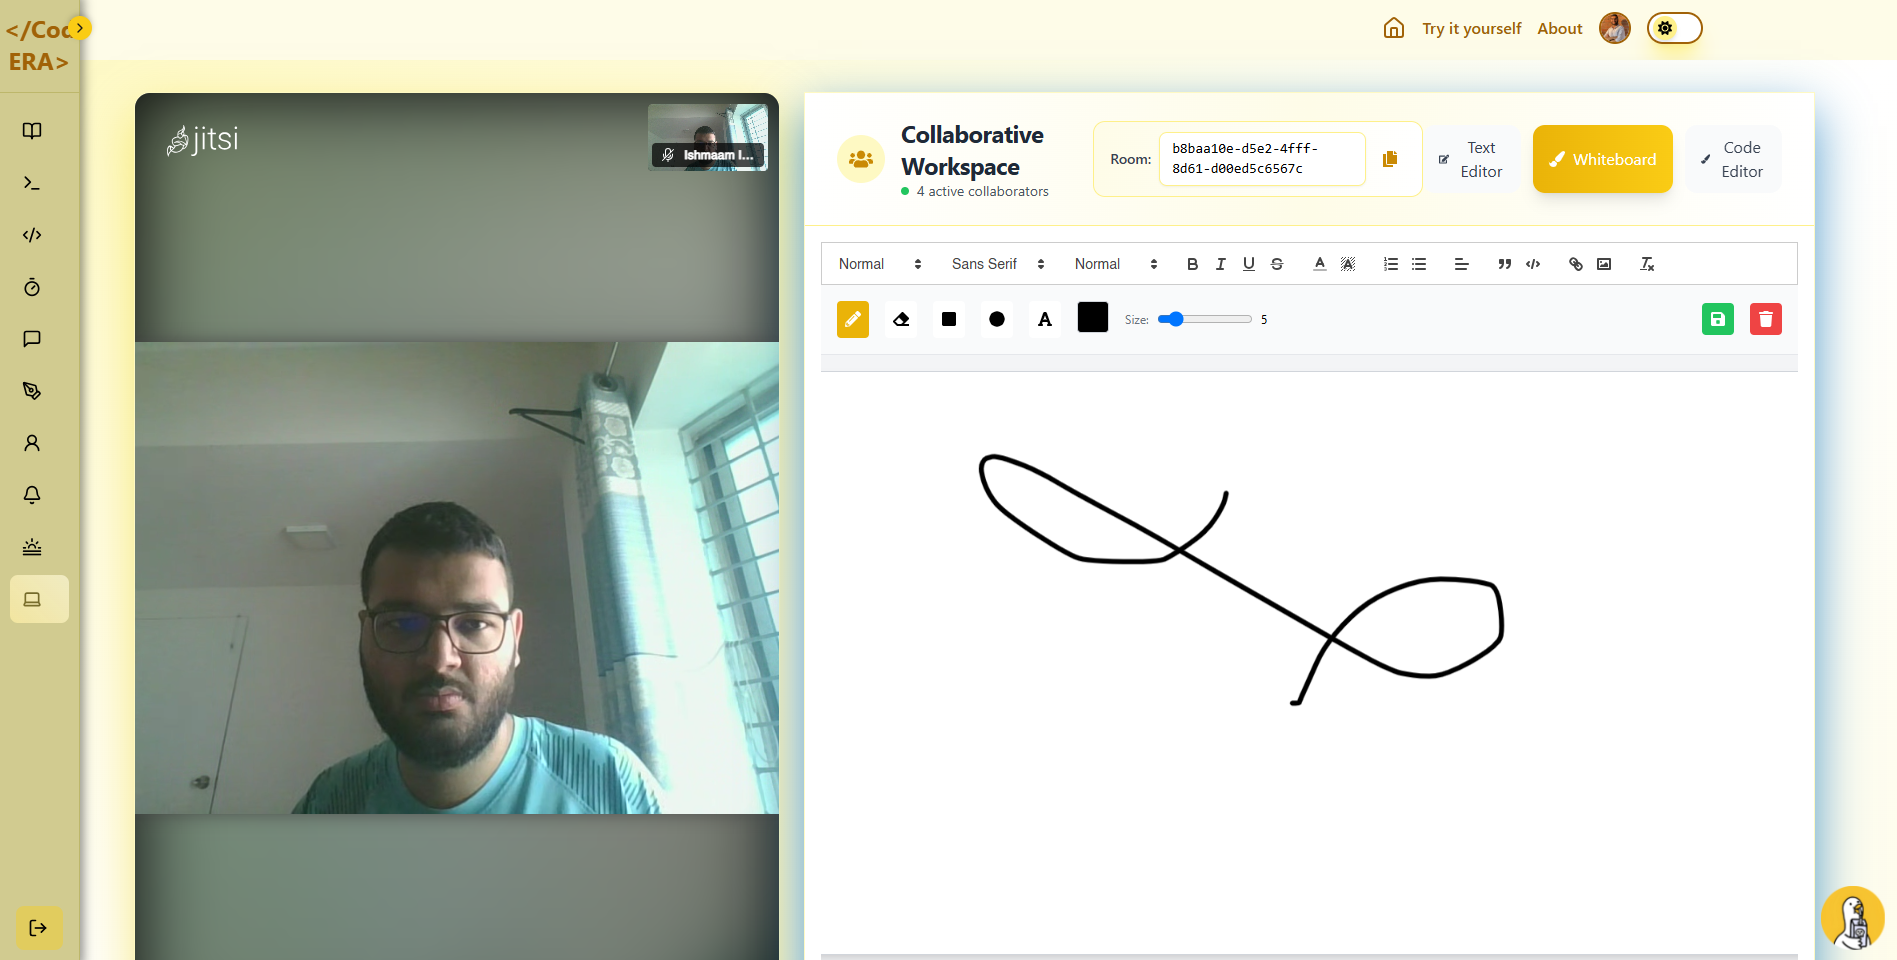 </Cod
ERA>
Try it yourself
About
jitsi
Ishmaam I...
Collaborative
Workspace
4 active collaborators
Room:
b8baa10e-d5e2-4fff-
8d61-d00ed5c6567c
Text
Editor
Whiteboard
Code
Editor
Normal
Sans Serif
Normal
Size:
5